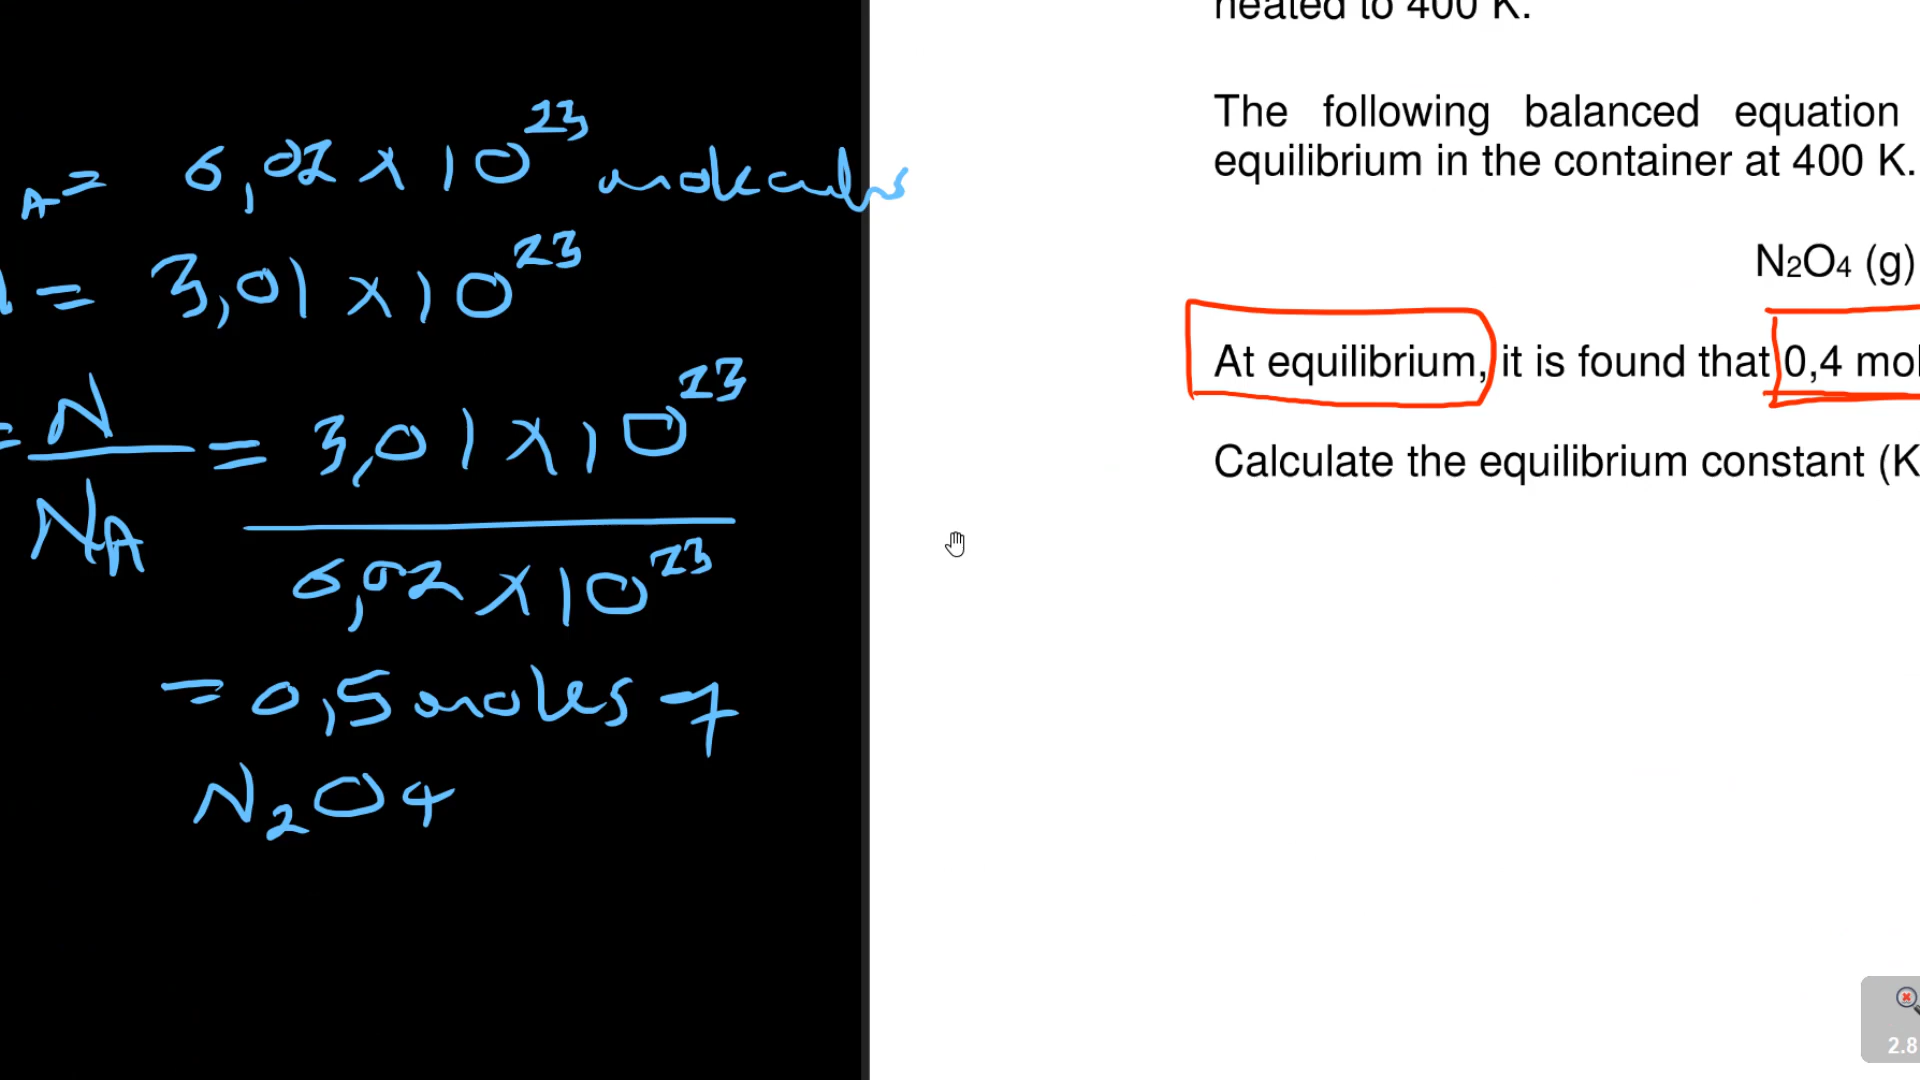 A = 6,02 x 10^23 molecules
= 3,01 x 10^23
= N/NA = 3,01 x 10^23 / 6,02 x 10^23
= 0,5 moles of
N2O4
heated to 400 K.
The following balanced equation
equilibrium in the container at 400 K.
N2O4 (g)
At equilibrium, it is found that 0,4 mol
Calculate the equilibrium constant (K
2.8